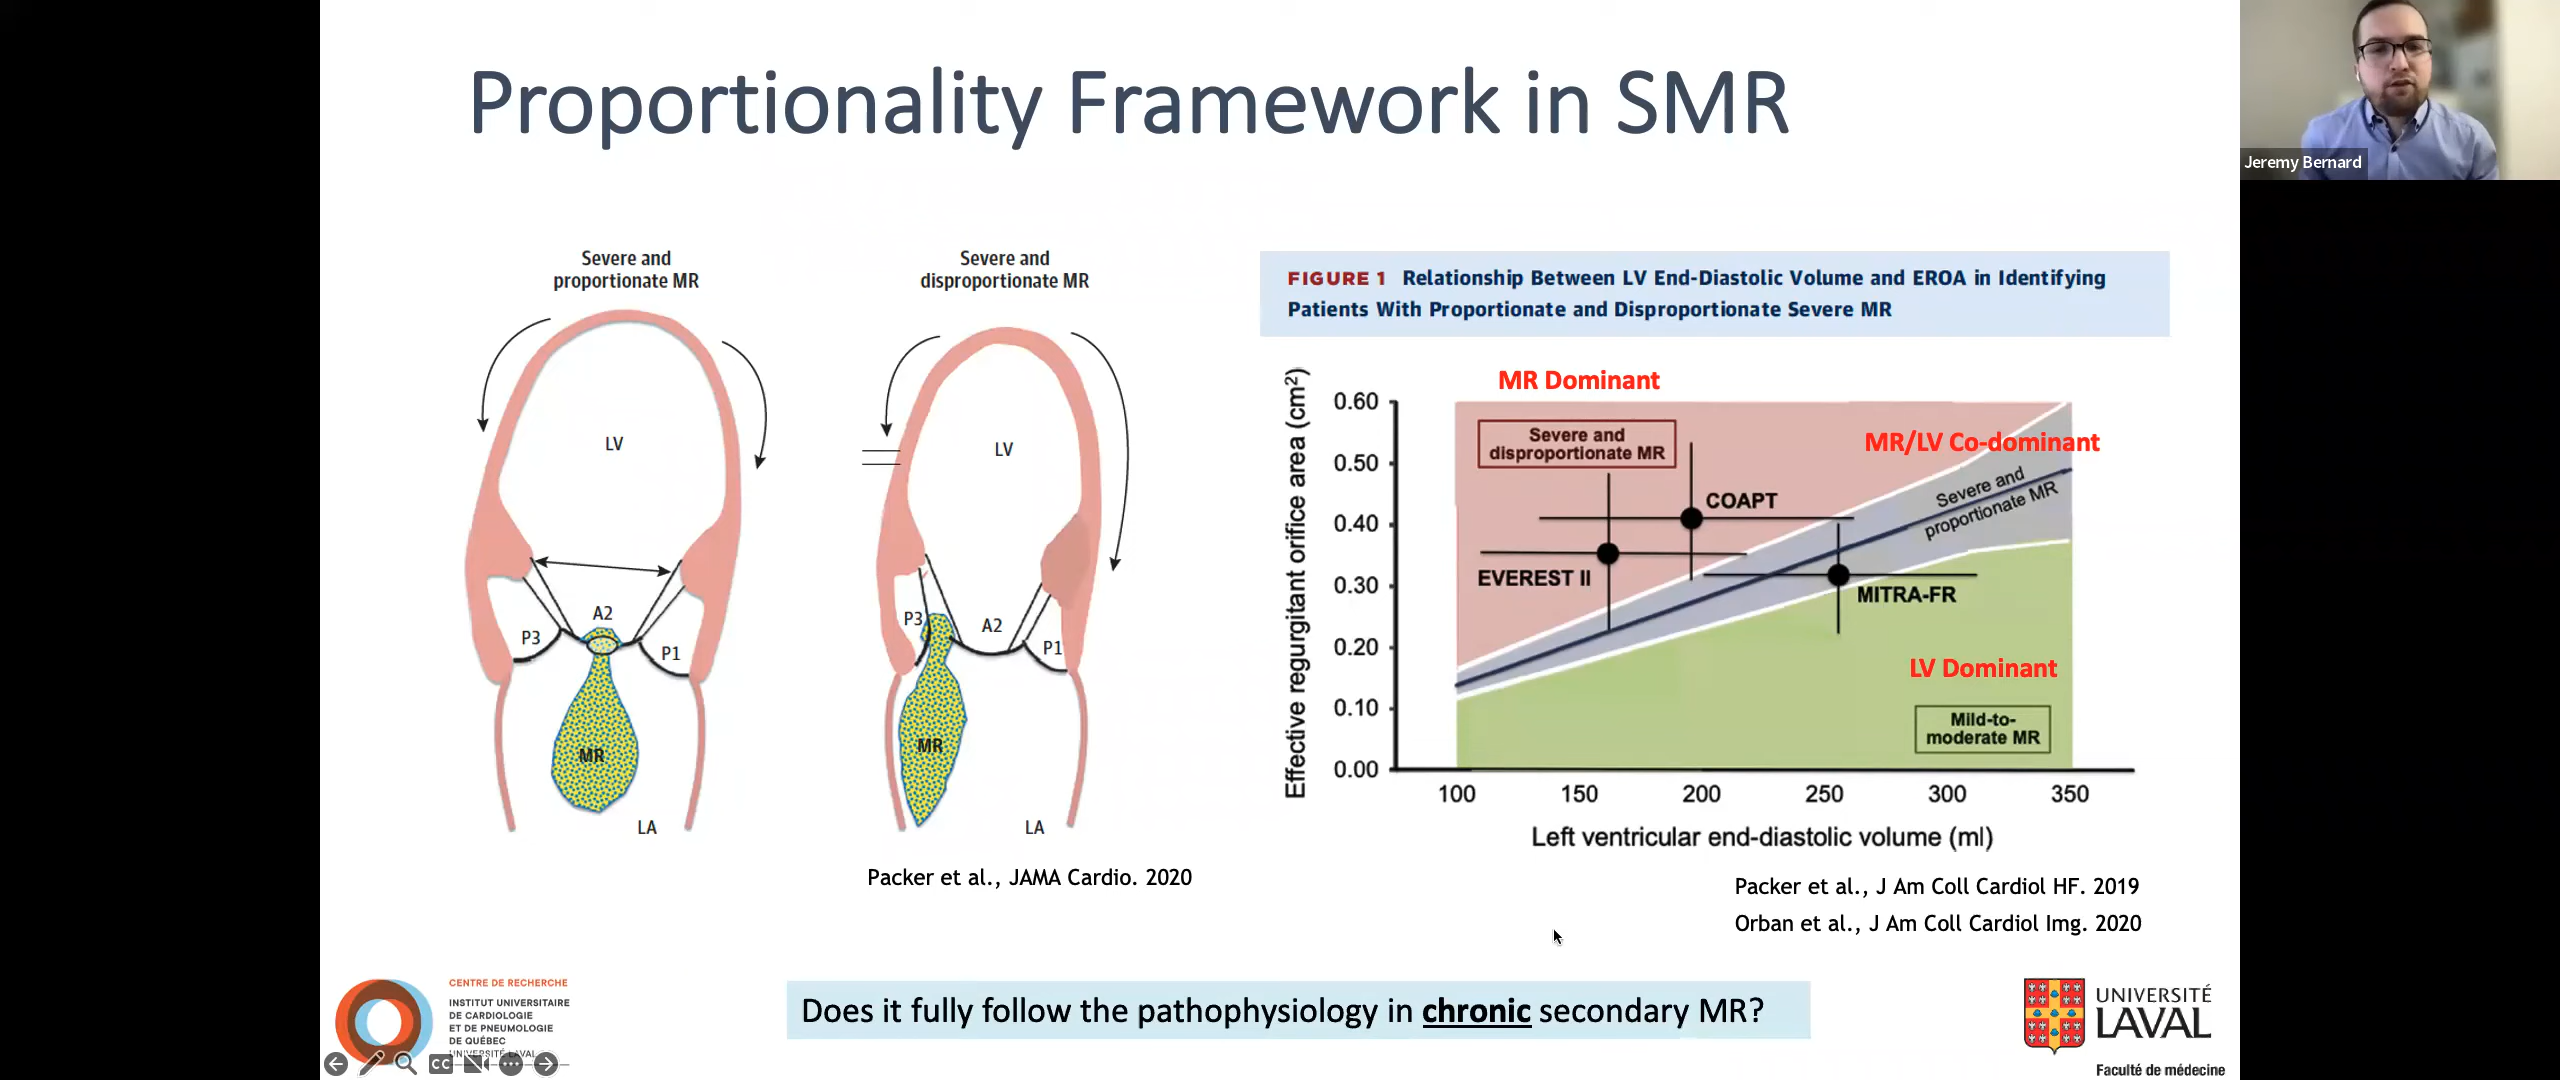 Proportionality Framework in SMR
Jeremy Bernard
Severe and
proportionate MR
LV
A2
P3
P1
MR
LA
Severe and
disproportionate MR
LV
P3
A2
P1
MR
LA
Packer et al., JAMA Cardio. 2020
FIGURE 1 Relationship Between LV End-Diastolic Volume and EROA in Identifying
Patients With Proportionate and Disproportionate Severe MR
Effective regurgitant orifice area (cm²)
0.60
0.50
0.40
0.30
0.20
0.10
0.00
MR Dominant
Severe and
disproportionate MR
MR/LV Co-dominant
Severe and
proportionate MR
COAPT
EVEREST II
MITRA-FR
LV Dominant
Mild-to-
moderate MR
100 150 200 250 300 350
Left ventricular end-diastolic volume (ml)
Packer et al., J Am Coll Cardiol HF. 2019
Orban et al., J Am Coll Cardiol Img. 2020
CENTRE DE RECHERCHE
INSTITUT UNIVERSITAIRE
DE CARDIOLOGIE
ET DE PNEUMOLOGIE
DE QUÉBEC
UNIVERSITÉ LAVAL
CC
Does it fully follow the pathophysiology in chronic secondary MR?
UNIVERSITÉ
LAVAL
Faculté de médecine